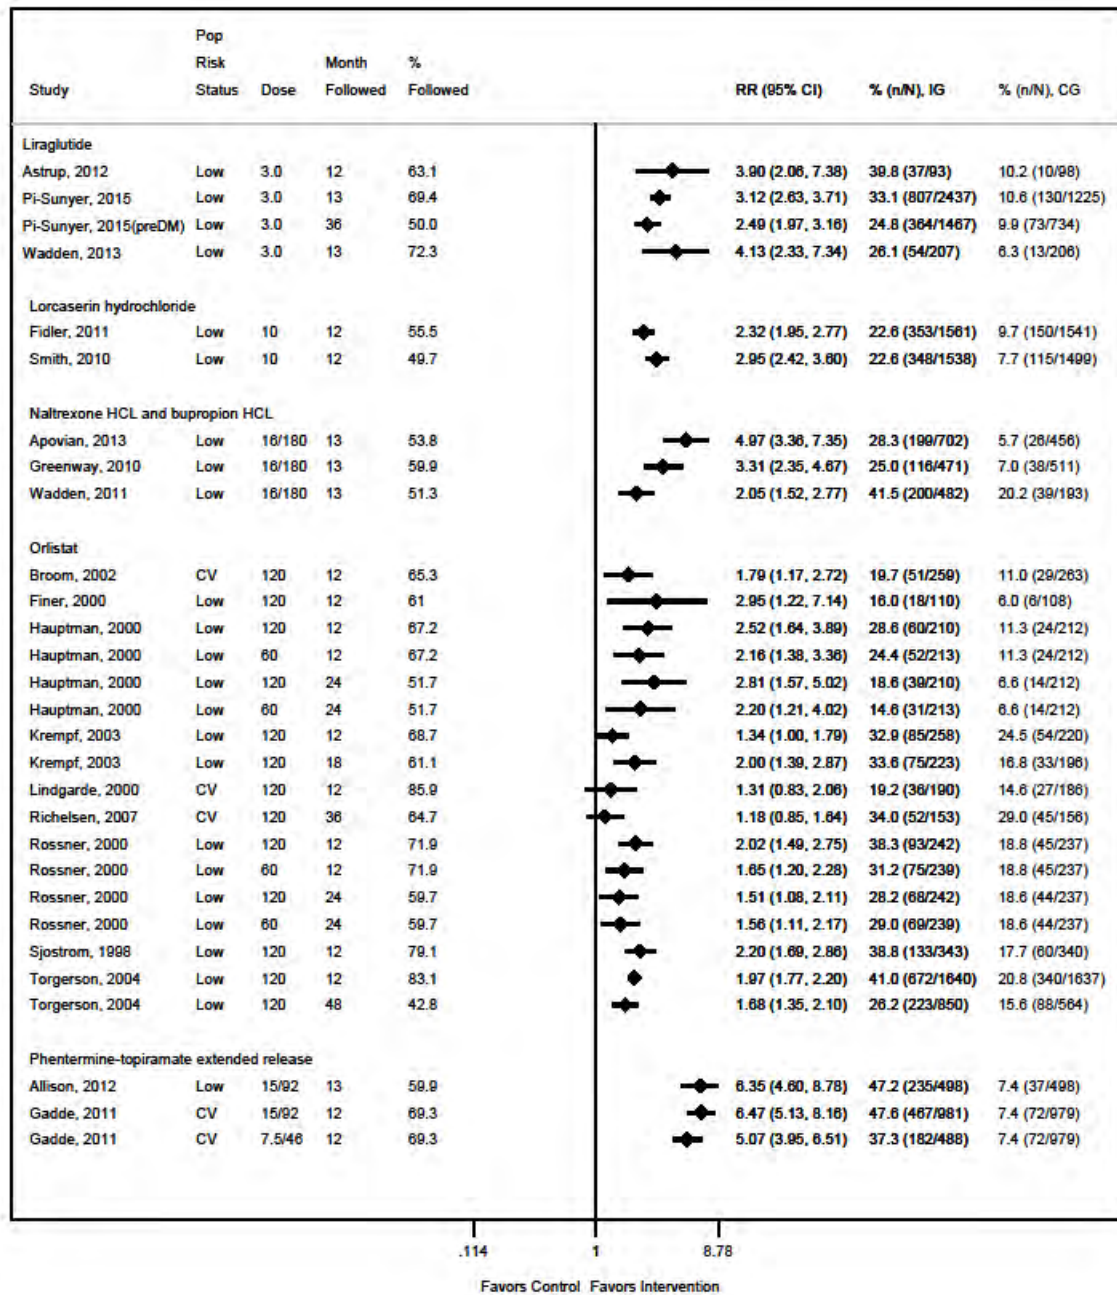 Pop
Risk Month %
Study Status Dose Followed Followed RR (95% CI) % (n/N), IG % (n/N), CG
Liraglutide
Astrup, 2012 Low 3.0 12 63.1 3.90 (2.06, 7.38) 39.8 (37/93) 10.2 (10/98)
Pi-Sunyer, 2015 Low 3.0 13 69.4 3.12 (2.63, 3.71) 33.1 (807/2437) 10.6 (130/1225)
Pi-Sunyer, 2015(preDM) Low 3.0 36 50.0 2.49 (1.97, 3.16) 24.8 (364/1467) 9.9 (73/734)
Wadden, 2013 Low 3.0 13 72.3 4.13 (2.33, 7.34) 26.1 (54/207) 6.3 (13/206)
Lorcaserin hydrochloride
Fidler, 2011 Low 10 12 55.5 2.32 (1.95, 2.77) 22.6 (353/1561) 9.7 (150/1541)
Smith, 2010 Low 10 12 49.7 2.95 (2.42, 3.60) 22.6 (348/1538) 7.7 (115/1499)
Naltrexone HCL and bupropion HCL
Apovian, 2013 Low 16/180 13 53.8 4.97 (3.36, 7.35) 28.3 (199/702) 5.7 (26/456)
Greenway, 2010 Low 16/180 13 59.9 3.31 (2.35, 4.67) 25.0 (116/471) 7.0 (38/511)
Wadden, 2011 Low 16/180 13 51.3 2.05 (1.52, 2.77) 41.5 (200/482) 20.2 (39/193)
Orlistat
Broom, 2002 CV 120 12 65.3 1.79 (1.17, 2.72) 19.7 (51/259) 11.0 (29/263)
Finer, 2000 Low 120 12 61 2.95 (1.22, 7.14) 16.0 (18/110) 6.0 (6/108)
Hauptman, 2000 Low 120 12 67.2 2.52 (1.64, 3.89) 28.6 (60/210) 11.3 (24/212)
Hauptman, 2000 Low 60 12 67.2 2.16 (1.38, 3.36) 24.4 (52/213) 11.3 (24/212)
Hauptman, 2000 Low 120 24 51.7 2.81 (1.57, 5.02) 18.6 (39/210) 6.6 (14/212)
Hauptman, 2000 Low 60 24 51.7 2.20 (1.21, 4.02) 14.6 (31/213) 6.6 (14/212)
Krempf, 2003 Low 120 12 68.7 1.34 (1.00, 1.79) 32.9 (85/258) 24.5 (54/220)
Krempf, 2003 Low 120 18 61.1 2.00 (1.39, 2.87) 33.6 (75/223) 16.8 (33/196)
Lindgarde, 2000 CV 120 12 85.9 1.31 (0.83, 2.06) 19.2 (36/190) 14.6 (27/186)
Richelsen, 2007 CV 120 36 64.7 1.18 (0.85, 1.64) 34.0 (52/153) 29.0 (45/156)
Rossner, 2000 Low 120 12 71.9 2.02 (1.49, 2.75) 38.3 (93/242) 18.8 (45/237)
Rossner, 2000 Low 60 12 71.9 1.65 (1.20, 2.28) 31.2 (75/239) 18.8 (45/237)
Rossner, 2000 Low 120 24 59.7 1.51 (1.08, 2.11) 28.2 (68/242) 18.6 (44/237)
Rossner, 2000 Low 60 24 59.7 1.56 (1.11, 2.17) 29.0 (69/239) 18.6 (44/237)
Sjostrom, 1998 Low 120 12 79.1 2.20 (1.69, 2.86) 38.8 (133/343) 17.7 (60/340)
Torgerson, 2004 Low 120 12 83.1 1.97 (1.77, 2.20) 41.0 (672/1640) 20.8 (340/1637)
Torgerson, 2004 Low 120 48 42.8 1.68 (1.35, 2.10) 26.2 (223/850) 15.6 (88/564)
Phentermine-topiramate extended release
Allison, 2012 Low 15/92 13 59.9 6.35 (4.60, 8.78) 47.2 (235/498) 7.4 (37/498)
Gadde, 2011 CV 15/92 12 69.3 6.47 (5.13, 8.16) 47.6 (467/981) 7.4 (72/979)
Gadde, 2011 CV 7.5/46 12 69.3 5.07 (3.95, 6.51) 37.3 (182/488) 7.4 (72/979)
.114 1 8.78
Favors Control Favors Intervention